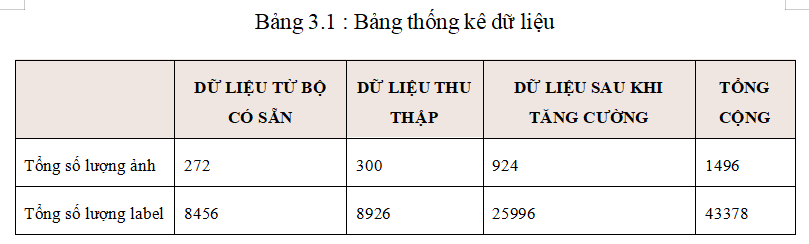 Bảng 3.1 : Bảng thống kê dữ liệu
DỮ LIỆU TỪ BỘ CÓ SẴN
DỮ LIỆU THU THẬP
DỮ LIỆU SAU KHI TĂNG CƯỜNG
TỔNG CỘNG
Tổng số lượng ảnh 272 300 924 1496
Tổng số lượng label 8456 8926 25996 43378